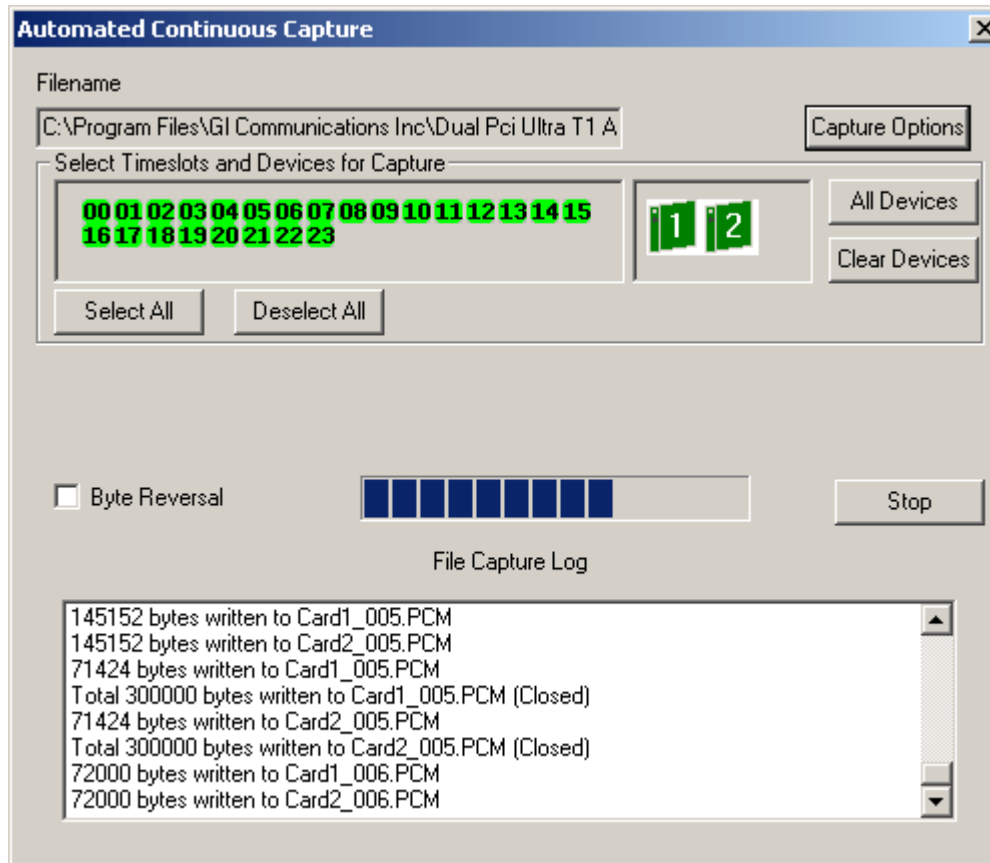 Automated Continuous Capture
Filename
C:\Program Files\Gl Communications Inc\Dual Pci Ultra T1 A
Capture Options
Select Timeslots and Devices for Capture
00 01 02 03 04 05 06 07 08 09 10 11 12 13 14 15
16 17 18 19 20 21 22 23
1 2
All Devices
Clear Devices
Select All Deselect All
Byte Reversal
Stop
File Capture Log
145152 bytes written to Card1_005.PCM
145152 bytes written to Card2_005.PCM
71424 bytes written to Card1_005.PCM
Total 300000 bytes written to Card1_005.PCM (Closed)
71424 bytes written to Card2_005.PCM
Total 300000 bytes written to Card2_005.PCM (Closed)
72000 bytes written to Card1_006.PCM
72000 bytes written to Card2_006.PCM